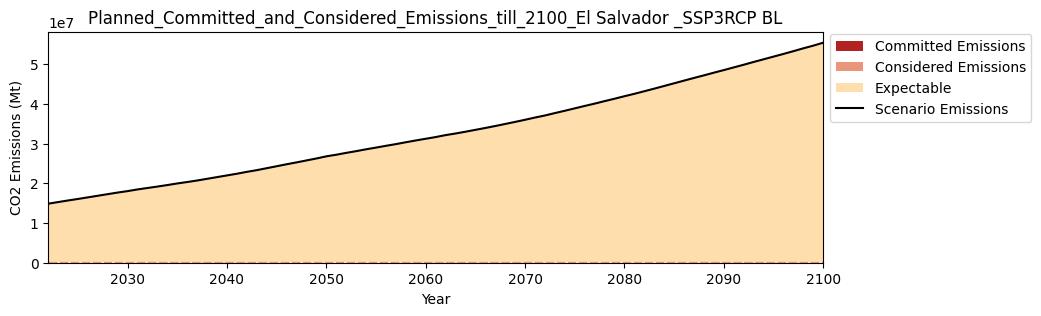 Planned_Committed_and_Considered_Emissions_till_2100_El Salvador _SSP3RCP BL
1e7
5
4
3
2
1
0
CO2 Emissions (Mt)
2030 2040 2050 2060 2070 2080 2090 2100
Year
Committed Emissions
Considered Emissions
Expectable
Scenario Emissions